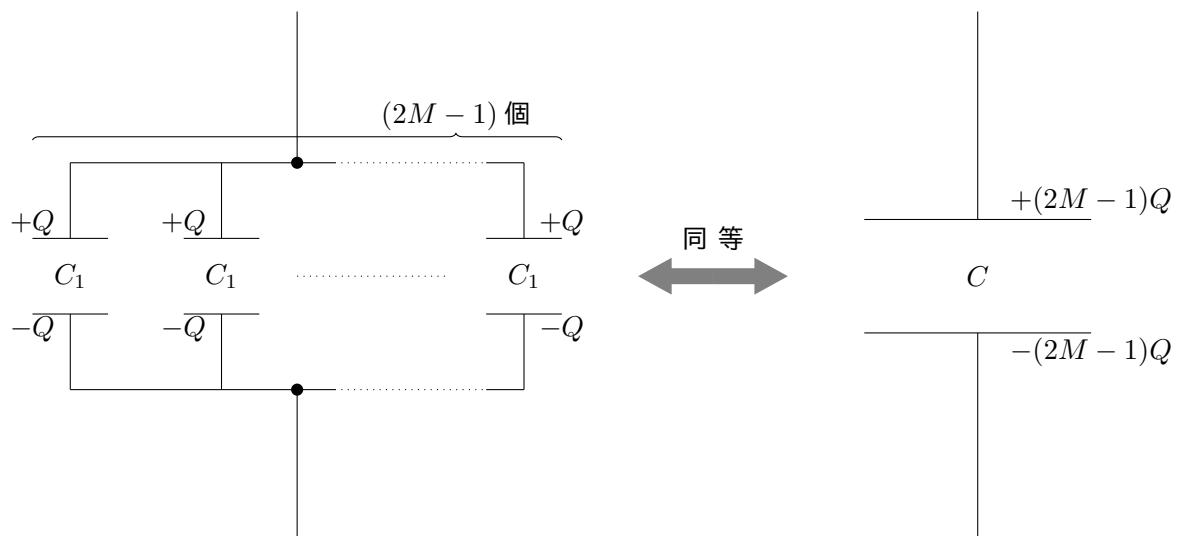 (2M − 1) 個
+Q +Q +Q
C₁ C₁ C₁
−Q −Q −Q
同 等
+(2M − 1)Q
C
−(2M − 1)Q